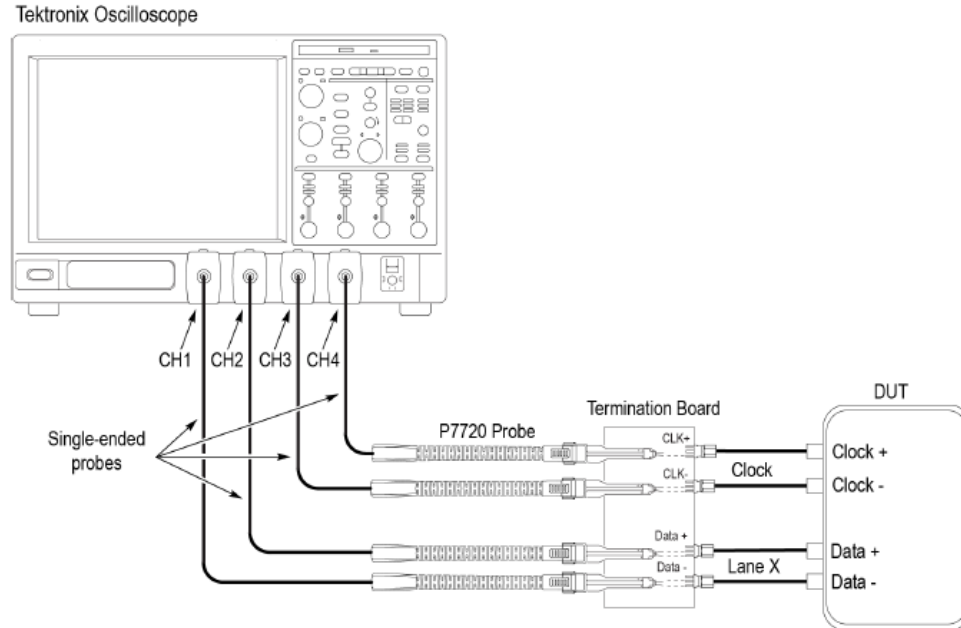 Tektronix Oscilloscope
CH1
CH2
CH3
CH4
Single-ended
probes
P7720 Probe
Termination Board
DUT
CLK+
Clock +
CLK-
Clock
Clock -
Data +
Data +
Data -
Lane X
Data -